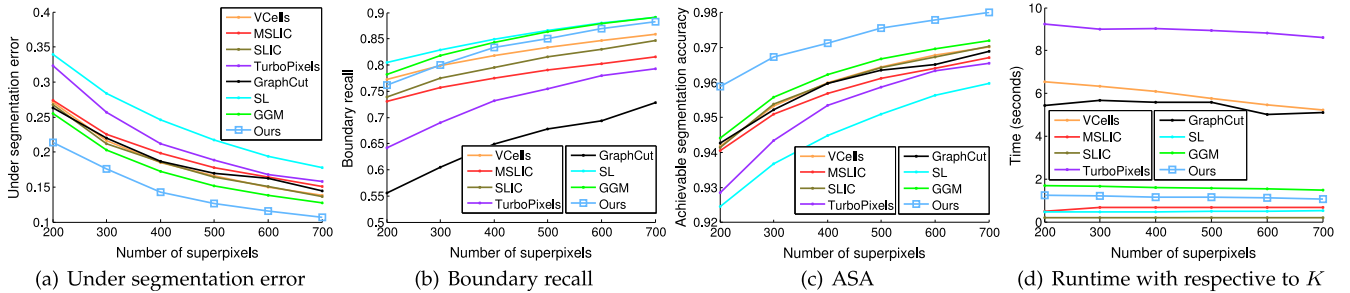 Under segmentation error
0.4
0.35
0.3
0.25
0.2
0.15
0.1
200 300 400 500 600 700
Number of superpixels
VCells
MSLIC
SLIC
TurboPixels
GraphCut
SL
GGM
Ours
(a) Under segmentation error
Boundary recall
0.9
0.85
0.8
0.75
0.7
0.65
0.6
0.55
0.5
200 300 400 500 600 700
Number of superpixels
VCells
MSLIC
SLIC
TurboPixels
GraphCut
SL
GGM
Ours
(b) Boundary recall
Achievable segmentation accuracy
0.98
0.97
0.96
0.95
0.94
0.93
0.92
200 300 400 500 600 700
Number of superpixels
VCells
MSLIC
SLIC
TurboPixels
GraphCut
SL
GGM
Ours
(c) ASA
Time (seconds)
10
8
6
4
2
0
200 300 400 500 600 700
Number of superpixels
VCells
MSLIC
SLIC
TurboPixels
GraphCut
SL
GGM
Ours
(d) Runtime with respective to K